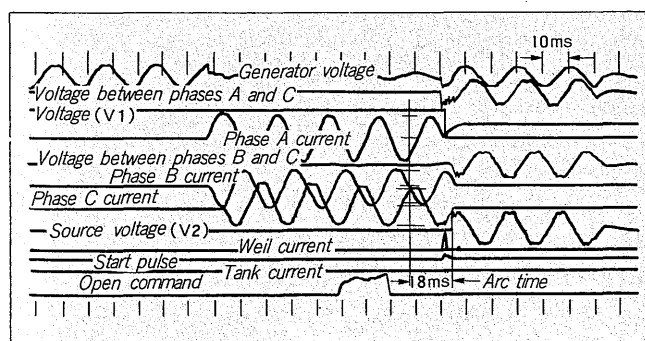 10ms
Generator voltage
Voltage between phases A and C
Voltage (V1)
Phase A current
Voltage between phases B and C
Phase B current
Phase C current
Source voltage (V2)
Weil current
Start pulse
Tank current
Open command
18ms
Arc time